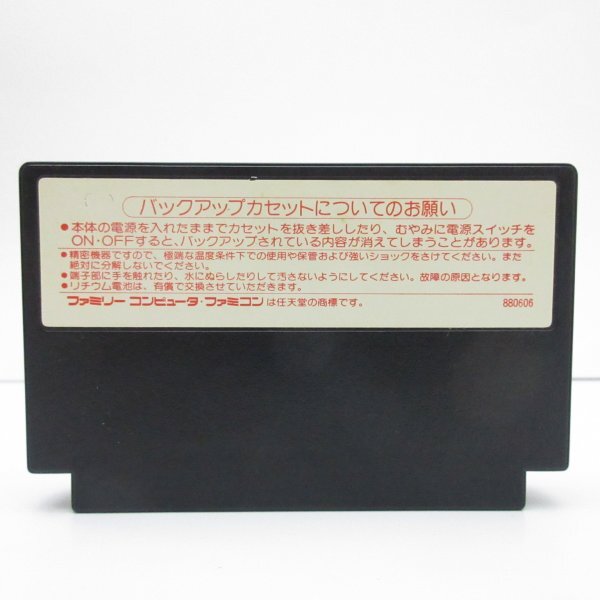 バックアップカセットについてのお願い
●本体の電源を入れたままでカセットを抜き差ししたり、むやみに電源スイッチを
ON・OFFすると、バックアップされている内容が消えてしまうことがあります。
●精密機器ですので、極端な温度条件下での使用や保管および強いショックをさけてください。また
絶対に分解しないでください。
●端子部に手を触れたり、水にぬらしたりして汚さないようにしてください。故障の原因となります。
●リチウム電池は、有償で交換させていただきます。
ファミリーコンピュータ・ファミコンは任天堂の商標です。 880606